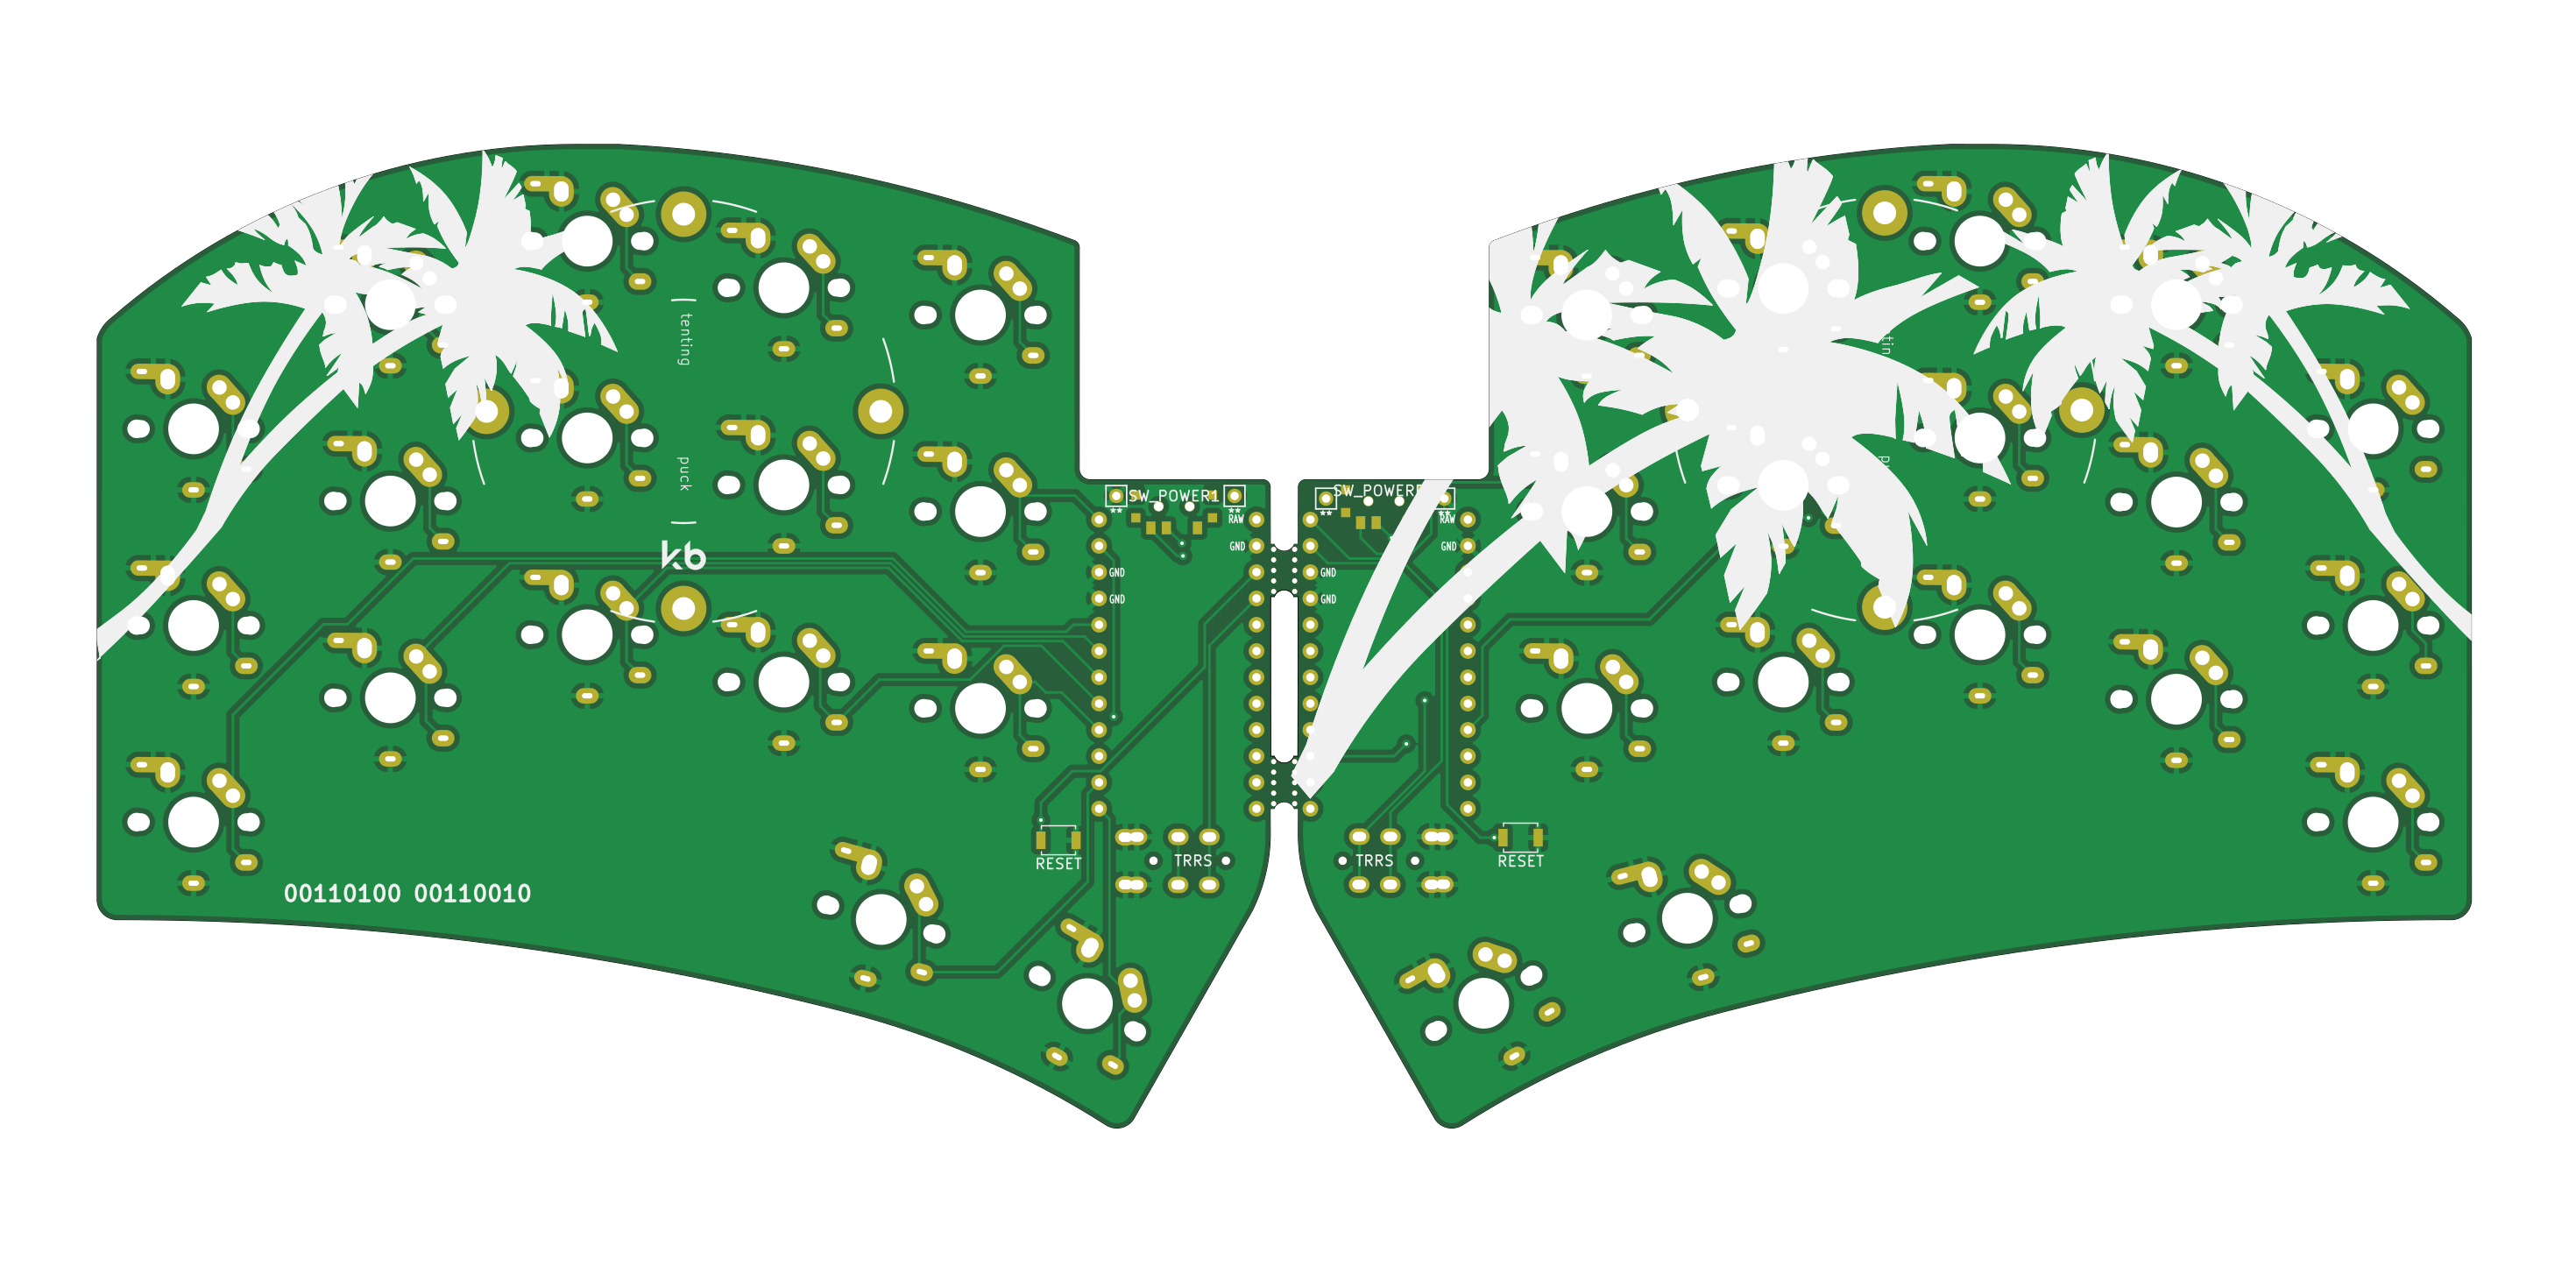 tenting
puck
kb
SW_POWER1
**
**
RAW
GND
GND
GND
RESET
TRRS
00110100 00110010
tin
SW_POWER
**
**
RAW
GND
GND
GND
TRRS
RESET